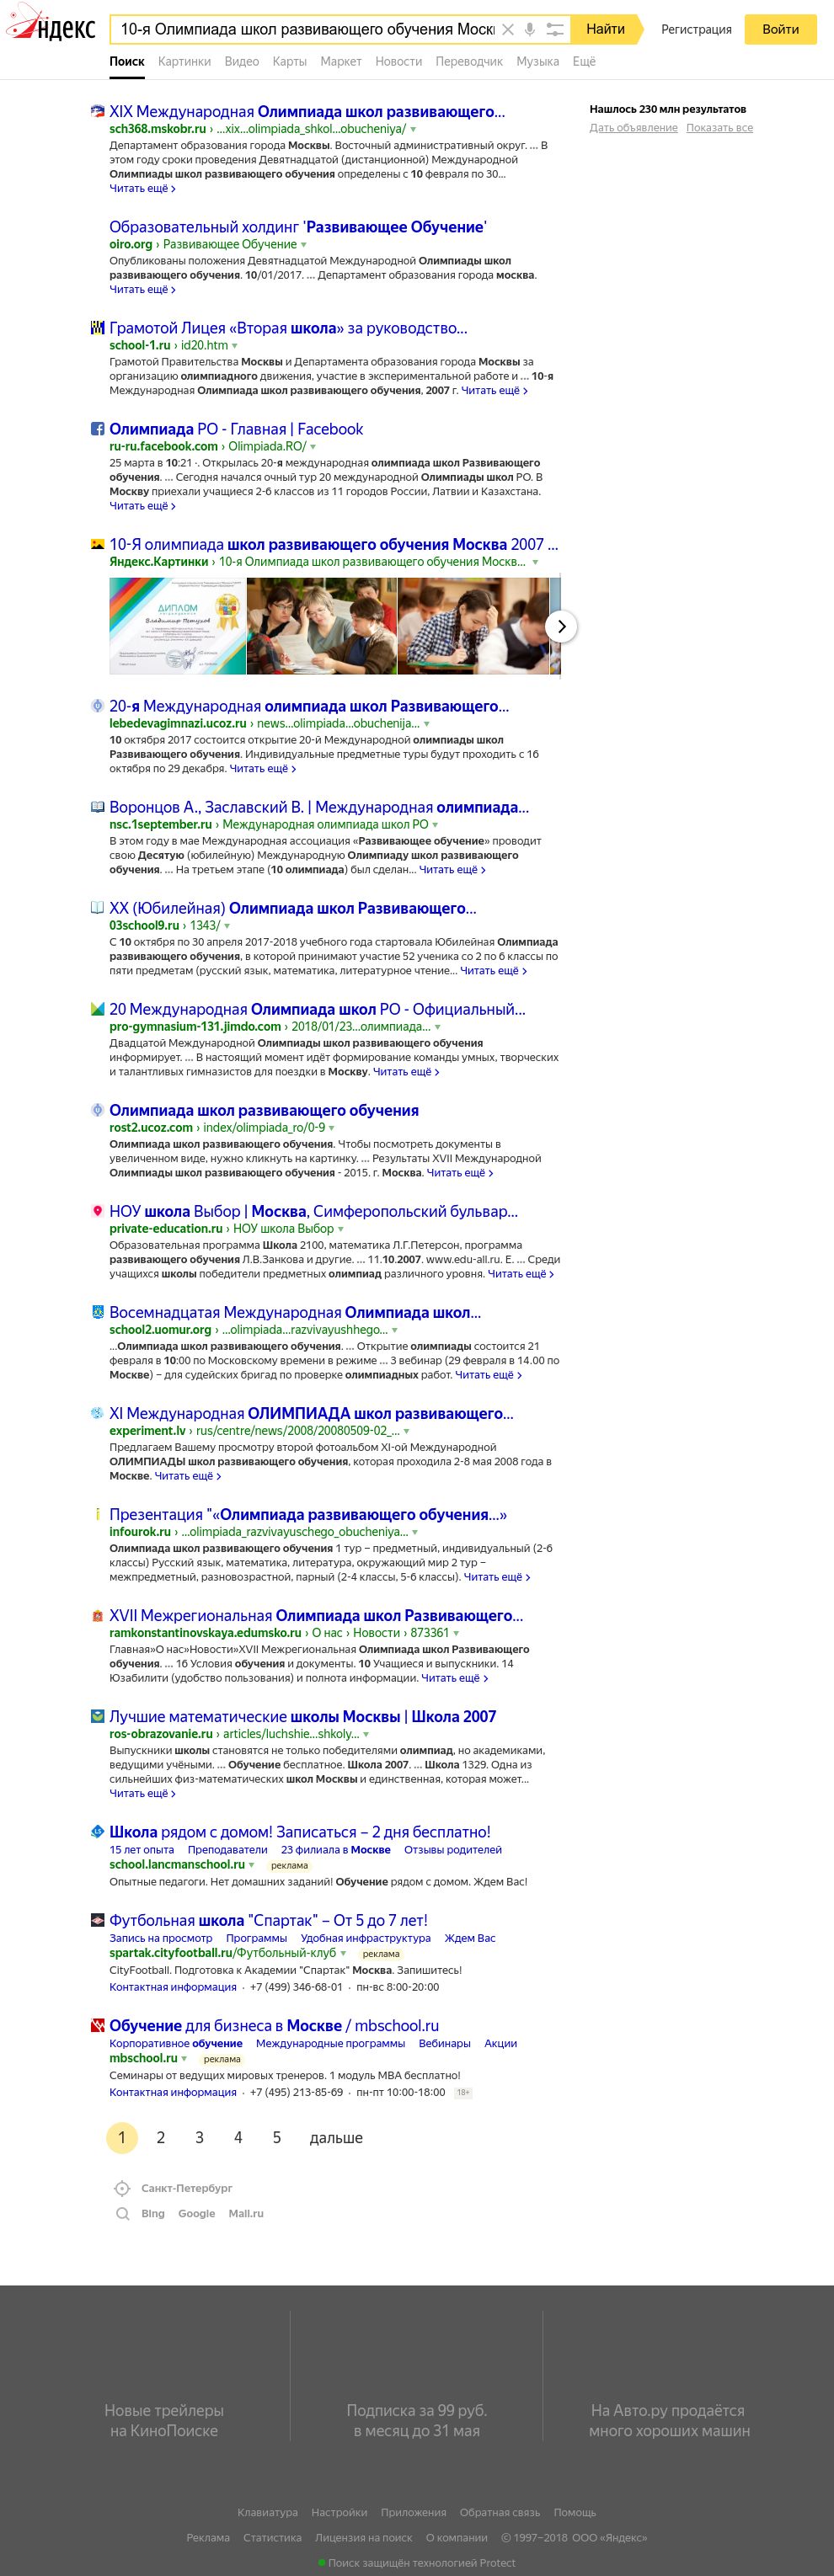 Яндекс
10-я Олимпиада школ развивающего обучения Москв
Найти
Регистрация
Войти
Поиск Картинки Видео Карты Маркет Новости Переводчик Музыка Ещё
Нашлось 230 млн результатов
Дать объявление Показать все
XIX Международная Олимпиада школ развивающего...
sch368.mskobr.ru › ...xix...olimpiada_shkol...obucheniya/
Департамент образования города Москвы. Восточный административный округ. ... В
этом году сроки проведения Девятнадцатой (дистанционной) Международной
Олимпиады школ развивающего обучения определены с 10 февраля по 30...
Читать ещё
Образовательный холдинг 'Развивающее Обучение'
oiro.org › Развивающее Обучение
Опубликованы положения Девятнадцатой Международной Олимпиады школ
развивающего обучения. 10/01/2017. ... Департамент образования города москва.
Читать ещё
Грамотой Лицея «Вторая школа» за руководство...
school-1.ru › id20.htm
Грамотой Правительства Москвы и Департамента образования города Москвы за
организацию олимпиадного движения, участие в экспериментальной работе и ... 10-я
Международная Олимпиада школ развивающего обучения, 2007 г. Читать ещё
Олимпиада РО - Главная | Facebook
ru-ru.facebook.com › Olimpiada.RO/
25 марта в 10:21 ·. Открылась 20-я международная олимпиада школ Развивающего
обучения. ... Сегодня начался очный тур 20 международной Олимпиады школ РО. В
Москву приехали учащиеся 2-6 классов из 11 городов России, Латвии и Казахстана.
Читать ещё
10-Я олимпиада школ развивающего обучения Москва 2007 ...
Яндекс.Картинки › 10-я Олимпиада школ развивающего обучения Москв...
ДИПЛОМ
20-я Международная олимпиада школ Развивающего...
lebedevagimnazi.ucoz.ru › news...olimpiada...obuchenija...
10 октября 2017 состоится открытие 20-й Международной олимпиады школ
Развивающего обучения. Индивидуальные предметные туры будут проходить с 16
октября по 29 декабря. Читать ещё
Воронцов А., Заславский В. | Международная олимпиада...
nsc.1september.ru › Международная олимпиада школ РО
В этом году в мае Международная ассоциация «Развивающее обучение» проводит
свою Десятую (юбилейную) Международную Олимпиаду школ развивающего
обучения. ... На третьем этапе (10 олимпиада) был сделан... Читать ещё
XX (Юбилейная) Олимпиада школ Развивающего...
03school9.ru › 1343/
С 10 октября по 30 апреля 2017-2018 учебного года стартовала Юбилейная Олимпиада
развивающего обучения, в которой принимают участие 52 ученика со 2 по 6 классы по
пяти предметам (русский язык, математика, литературное чтение... Читать ещё
20 Международная Олимпиада школ РО - Официальный...
pro-gymnasium-131.jimdo.com › 2018/01/23...олимпиада...
Двадцатой Международной Олимпиады школ развивающего обучения
информирует. ... В настоящий момент идёт формирование команды умных, творческих
и талантливых гимназистов для поездки в Москву. Читать ещё
Олимпиада школ развивающего обучения
rost2.ucoz.com › index/olimpiada_ro/0-9
Олимпиада школ развивающего обучения. Чтобы посмотреть документы в
увеличенном виде, нужно кликнуть на картинку. ... Результаты XVII Международной
Олимпиады школ развивающего обучения - 2015. г. Москва. Читать ещё
НОУ школа Выбор | Москва, Симферопольский бульвар...
private-education.ru › НОУ школа Выбор
Образовательная программа Школа 2100, математика Л.Г.Петерсон, программа
развивающего обучения Л.В.Занкова и другие. ... 11.10.2007. www.edu-all.ru. Е. ... Среди
учащихся школы победители предметных олимпиад различного уровня. Читать ещё
Восемнадцатая Международная Олимпиада школ...
school2.uomur.org › ...olimpiada...razvivayushhego...
...Олимпиада школ развивающего обучения. ... Открытие олимпиады состоится 21
февраля в 10:00 по Московскому времени в режиме ... 3 вебинар (29 февраля в 14.00 по
Москве) – для судейских бригад по проверке олимпиадных работ. Читать ещё
XI Международная ОЛИМПИАДА школ развивающего...
experiment.lv › rus/centre/news/2008/20080509-02_...
Предлагаем Вашему просмотру второй фотоальбом XI-ой Международной
ОЛИМПИАДЫ школ развивающего обучения, которая проходила 2-8 мая 2008 года в
Москве. Читать ещё
Презентация "«Олимпиада развивающего обучения...»
infourok.ru › ...olimpiada_razvivayuschego_obucheniya...
Олимпиада школ развивающего обучения 1 тур – предметный, индивидуальный (2-6
классы) Русский язык, математика, литература, окружающий мир 2 тур –
межпредметный, разновозрастной, парный (2-4 классы, 5-6 классы). Читать ещё
XVII Межрегиональная Олимпиада школ Развивающего...
ramkonstantinovskaya.edumsko.ru › О нас › Новости › 873361
Главная»О нас»Новости»XVII Межрегиональная Олимпиада школ Развивающего
обучения. ... 16 Условия обучения и документы. 10 Учащиеся и выпускники. 14
Юзабилити (удобство пользования) и полнота информации. Читать ещё
Лучшие математические школы Москвы | Школа 2007
ros-obrazovanie.ru › articles/luchshie...shkoly...
Выпускники школы становятся не только победителями олимпиад, но академиками,
ведущими учёными. ... Обучение бесплатное. Школа 2007. ... Школа 1329. Одна из
сильнейших физ-математических школ Москвы и единственная, которая может...
Читать ещё
Школа рядом с домом! Записаться – 2 дня бесплатно!
15 лет опыта Преподаватели 23 филиала в Москве Отзывы родителей
school.lancmanschool.ru реклама
Опытные педагоги. Нет домашних заданий! Обучение рядом с домом. Ждем Вас!
Футбольная школа "Спартак" – От 5 до 7 лет!
Запись на просмотр Программы Удобная инфраструктура Ждем Вас
spartak.cityfootball.ru/Футбольный-клуб реклама
CityFootball. Подготовка к Академии "Спартак" Москва. Запишитесь!
Контактная информация · +7 (499) 346-68-01 · пн-вс 8:00-20:00
Обучение для бизнеса в Москве / mbschool.ru
Корпоративное обучение Международные программы Вебинары Акции
mbschool.ru реклама
Семинары от ведущих мировых тренеров. 1 модуль MBA бесплатно!
Контактная информация · +7 (495) 213-85-69 · пн-пт 10:00-18:00 18+
1 2 3 4 5 дальше
Санкт-Петербург
Bing Google Mail.ru
Новые трейлеры
на КиноПоиске
Подписка за 99 руб.
в месяц до 31 мая
На Авто.ру продаётся
много хороших машин
Клавиатура Настройки Приложения Обратная связь Помощь
Реклама Статистика Лицензия на поиск О компании © 1997–2018 ООО «Яндекс»
Поиск защищён технологией Protect